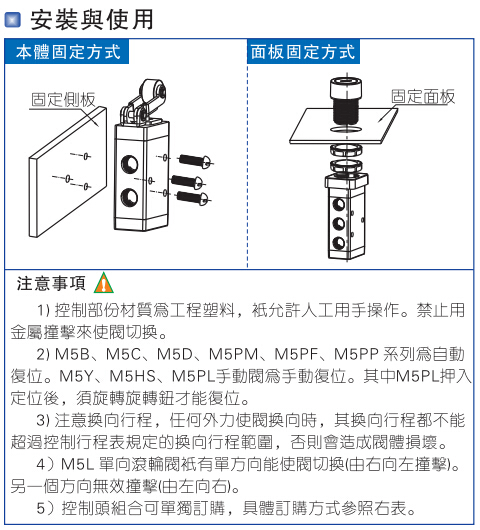 安裝與使用
本體固定方式
面板固定方式
固定側板
固定面板
注意事項
1) 控制部份材質為工程塑料，祇允許人工用手操作。禁止用
金屬撞擊來使閥切換。
2) M5B、M5C、M5D、M5PM、M5PF、M5PP 系列為自動
復位。M5Y、M5HS、M5PL手動閥為手動復位。其中M5PL押入
定位後，須旋轉旋轉鈕才能復位。
3) 注意換向行程，任何外力使閥換向時，其換向行程都不能
超過控制行程表規定的換向行程範圍，否則會造成閥體損壞。
4）M5L 單向滾輪閥祇有單方向能使閥切換(由右向左撞擊)。
另一個方向無效撞擊(由左向右)。
5）控制頭組合可單獨訂購，具體訂購方式參照右表。